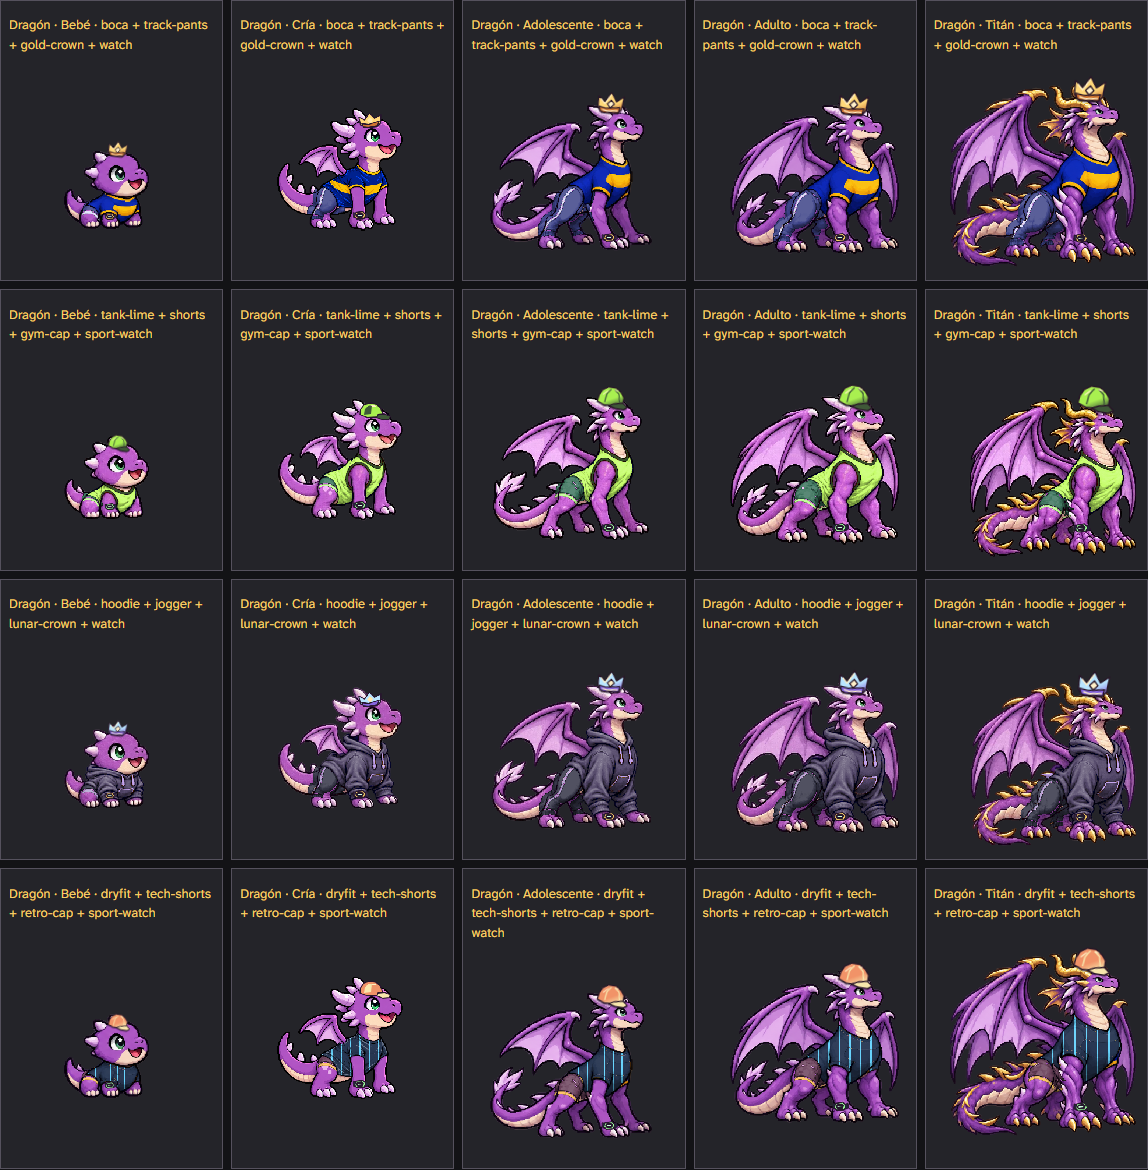 Dragón · Bebé · boca + track-pants
+ gold-crown + watch
Dragón · Cría · boca + track-pants +
gold-crown + watch
Dragón · Adolescente · boca +
track-pants + gold-crown + watch
Dragón · Adulto · boca + track-
pants + gold-crown + watch
Dragón · Titán · boca + track-pants
+ gold-crown + watch
Dragón · Bebé · tank-lime + shorts
+ gym-cap + sport-watch
Dragón · Cría · tank-lime + shorts +
gym-cap + sport-watch
Dragón · Adolescente · tank-lime +
shorts + gym-cap + sport-watch
Dragón · Adulto · tank-lime + shorts
+ gym-cap + sport-watch
Dragón · Titán · tank-lime + shorts
+ gym-cap + sport-watch
Dragón · Bebé · hoodie + jogger +
lunar-crown + watch
Dragón · Cría · hoodie + jogger +
lunar-crown + watch
Dragón · Adolescente · hoodie +
jogger + lunar-crown + watch
Dragón · Adulto · hoodie + jogger +
lunar-crown + watch
Dragón · Titán · hoodie + jogger +
lunar-crown + watch
Dragón · Bebé · dryfit + tech-shorts
+ retro-cap + sport-watch
Dragón · Cría · dryfit + tech-shorts
+ retro-cap + sport-watch
Dragón · Adolescente · dryfit +
tech-shorts + retro-cap + sport-
watch
Dragón · Adulto · dryfit + tech-
shorts + retro-cap + sport-watch
Dragón · Titán · dryfit + tech-shorts
+ retro-cap + sport-watch